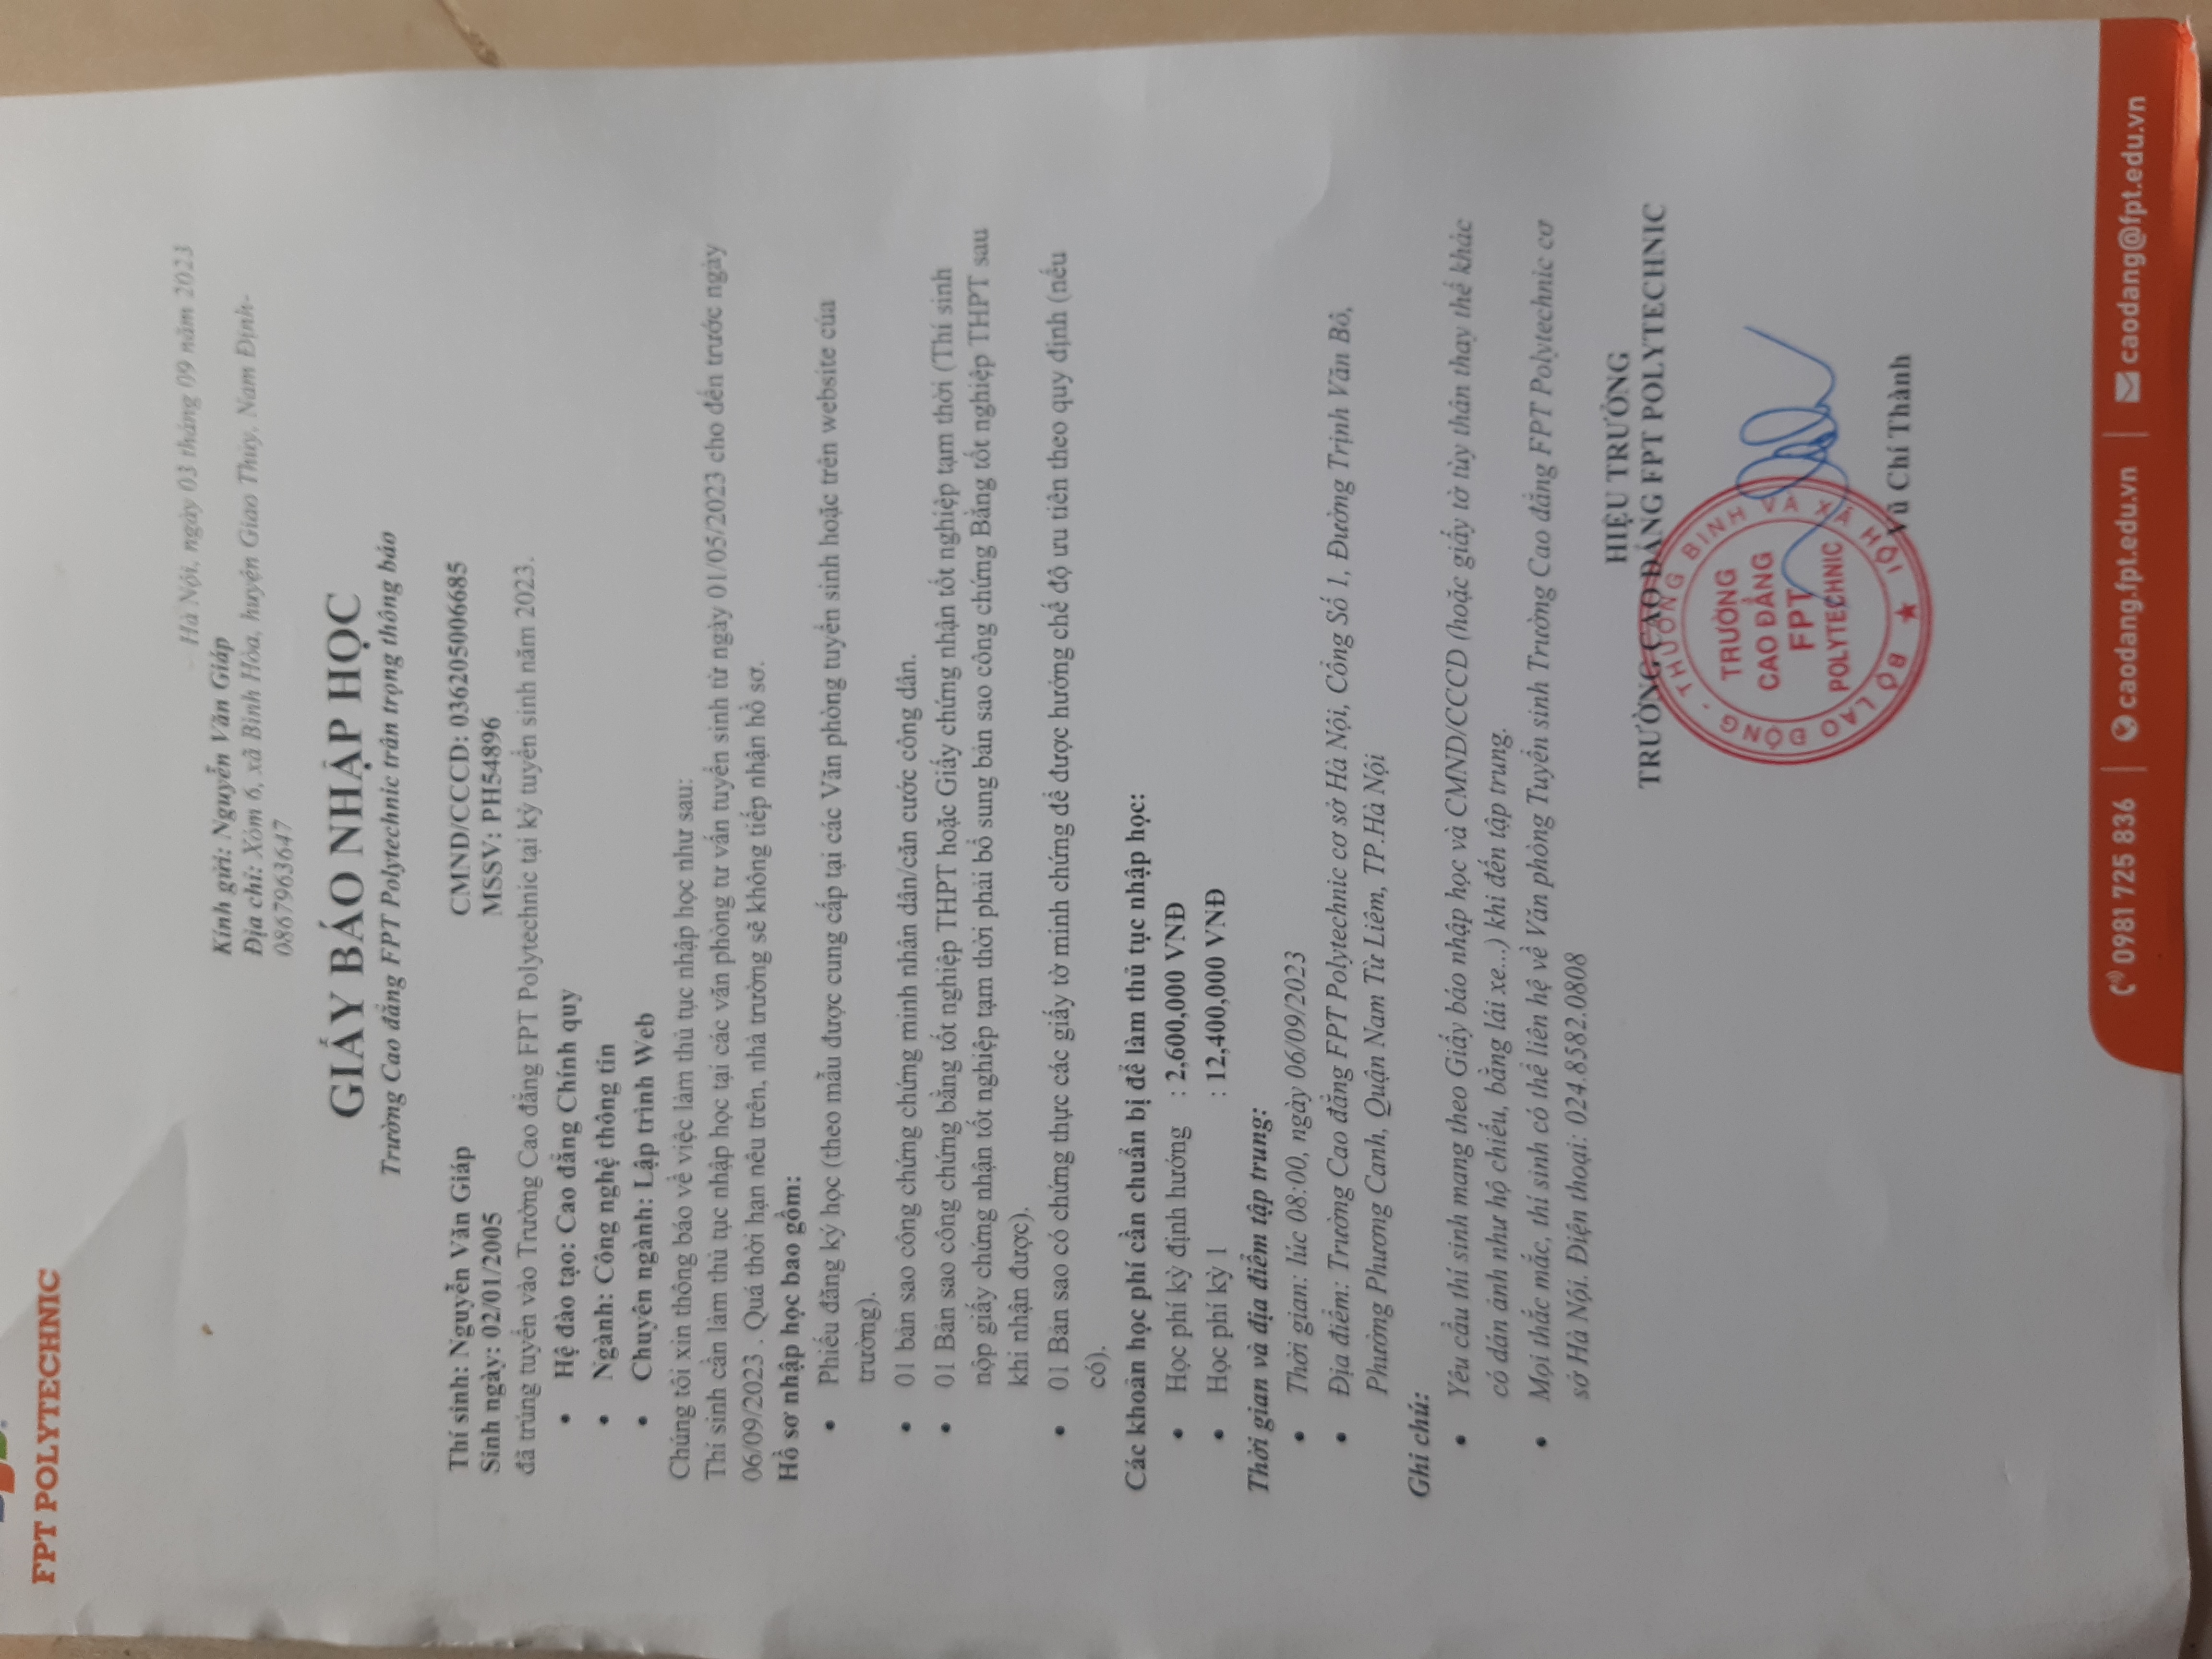 FPT POLYTECHNIC
Hà Nội, ngày 03 tháng 09 năm 2023
Kính gửi: Nguyễn Văn Giáp
Địa chỉ: Xóm 6, xã Bình Hòa, huyện Giao Thủy, Nam Định-
0867963647
GIẤY BÁO NHẬP HỌC
Trường Cao đẳng FPT Polytechnic trân trọng thông báo
Thí sinh: Nguyễn Văn Giáp CMND/CCCD: 036205006685
Sinh ngày: 02/01/2005 MSSV: PH54896
đã trúng tuyển vào Trường Cao đẳng FPT Polytechnic tại kỳ tuyển sinh năm 2023.
• Hệ đào tạo: Cao đẳng Chính quy
• Ngành: Công nghệ thông tin
• Chuyên ngành: Lập trình Web
Chúng tôi xin thông báo về việc làm thủ tục nhập học như sau:
Thí sinh cần làm thủ tục nhập học tại các văn phòng tư vấn tuyển sinh từ ngày 01/05/2023 cho đến trước ngày
06/09/2023 . Quá thời hạn nêu trên, nhà trường sẽ không tiếp nhận hồ sơ.
Hồ sơ nhập học bao gồm:
• Phiếu đăng ký học (theo mẫu được cung cấp tại các Văn phòng tuyển sinh hoặc trên website của
trường).
• 01 bản sao công chứng chứng minh nhân dân/căn cước công dân.
• 01 Bản sao công chứng bằng tốt nghiệp THPT hoặc Giấy chứng nhận tốt nghiệp tạm thời (Thí sinh
nộp giấy chứng nhận tốt nghiệp tạm thời phải bổ sung bản sao công chứng Bằng tốt nghiệp THPT sau
khi nhận được).
• 01 Bản sao có chứng thực các giấy tờ minh chứng để được hưởng chế độ ưu tiên theo quy định (nếu
có).
Các khoản học phí cần chuẩn bị để làm thủ tục nhập học:
• Học phí kỳ định hướng : 2,600,000 VNĐ
• Học phí kỳ 1 : 12,400,000 VNĐ
Thời gian và địa điểm tập trung:
• Thời gian: lúc 08:00, ngày 06/09/2023
• Địa điểm: Trường Cao đẳng FPT Polytechnic cơ sở Hà Nội, Cổng Số 1, Đường Trịnh Văn Bô,
Phường Phương Canh, Quận Nam Từ Liêm, TP.Hà Nội
Ghi chú:
• Yêu cầu thí sinh mang theo Giấy báo nhập học và CMND/CCCD (hoặc giấy tờ tùy thân thay thế khác
có dán ảnh như hộ chiếu, bằng lái xe...) khi đến tập trung.
• Mọi thắc mắc, thí sinh có thể liên hệ về Văn phòng Tuyển sinh Trường Cao đẳng FPT Polytechnic cơ
sở Hà Nội. Điện thoại: 024.8582.0808
HIỆU TRƯỞNG
TRƯỜNG CAO ĐẲNG FPT POLYTECHNIC
BỘ LAO ĐỘNG - THƯƠNG BINH VÀ XÃ HỘI
TRƯỜNG
CAO ĐẲNG
FPT
POLYTECHNIC
Vũ Chí Thành
0981 725 836 caodang.fpt.edu.vn caodang@fpt.edu.vn